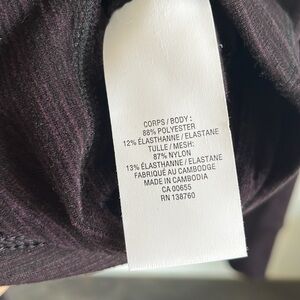 CORPS / BODY :
88% POLYESTER
12% ÉLASTHANNE / ELASTANE
TULLE / MESH:
87% NYLON
13% ÉLASTHANNE / ELASTANE
FABRIQUÉ AU CAMBODGE
MADE IN CAMBODIA
CA 00655
RN 138760